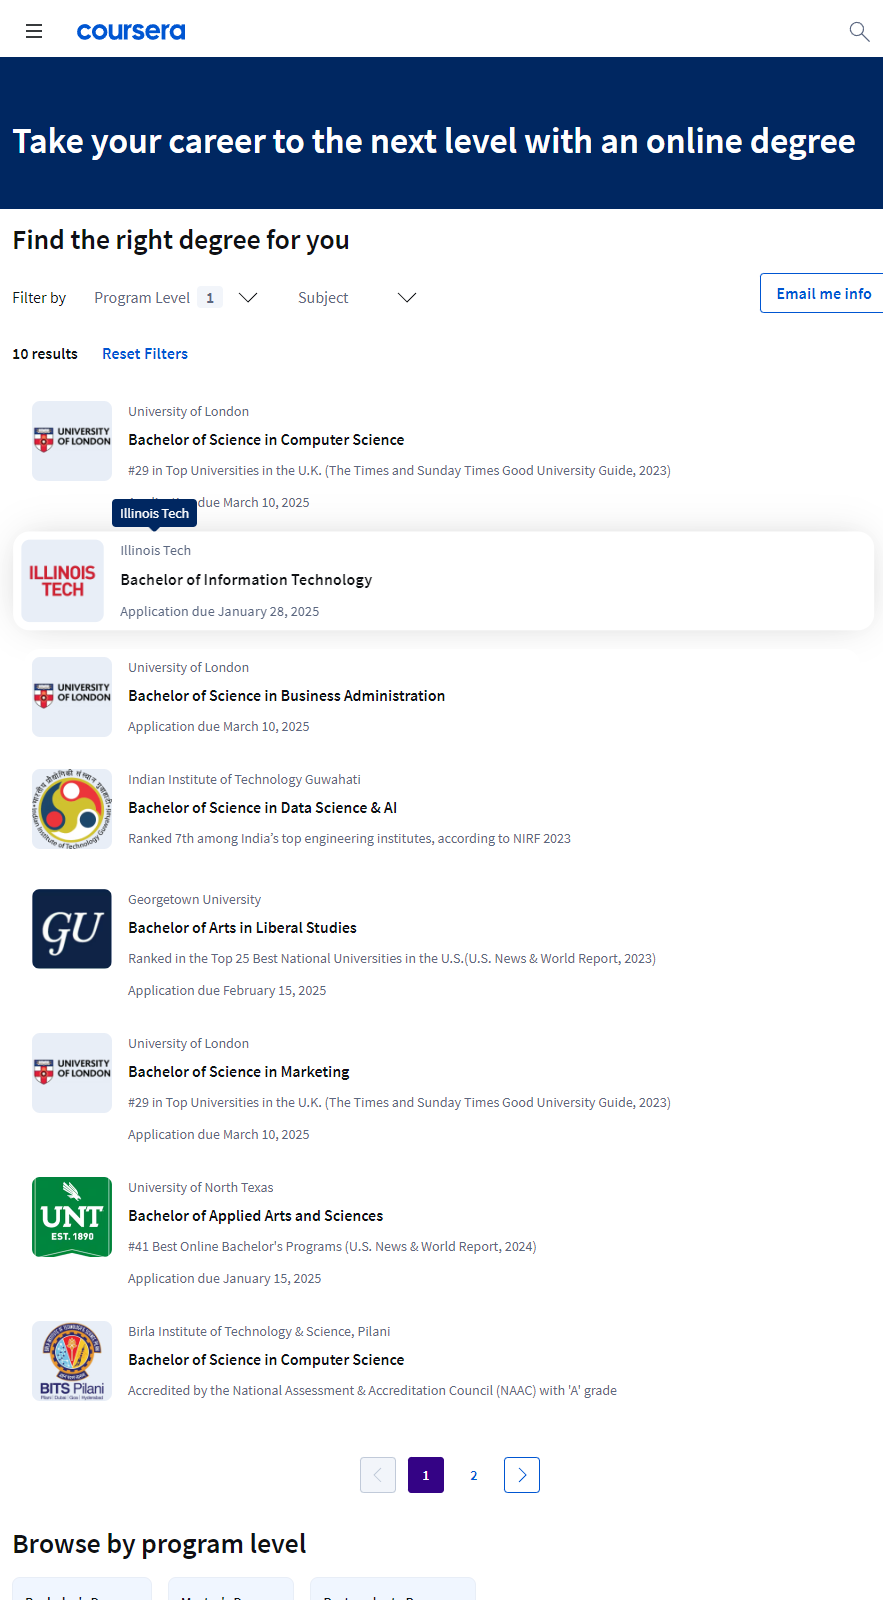 coursera
Take your career to the next level with an online degree
Find the right degree for you
Filter by Program Level 1 Subject
Email me info
10 results Reset Filters
UNIVERSITY OF LONDON
University of London
Bachelor of Science in Computer Science
#29 in Top Universities in the U.K. (The Times and Sunday Times Good University Guide, 2023)
due March 10, 2025
Illinois Tech
ILLINOIS TECH
Illinois Tech
Bachelor of Information Technology
Application due January 28, 2025
UNIVERSITY OF LONDON
University of London
Bachelor of Science in Business Administration
Application due March 10, 2025
Indian Institute of Technology Guwahati
Bachelor of Science in Data Science & AI
Ranked 7th among India’s top engineering institutes, according to NIRF 2023
GU
Georgetown University
Bachelor of Arts in Liberal Studies
Ranked in the Top 25 Best National Universities in the U.S.(U.S. News & World Report, 2023)
Application due February 15, 2025
UNIVERSITY OF LONDON
University of London
Bachelor of Science in Marketing
#29 in Top Universities in the U.K. (The Times and Sunday Times Good University Guide, 2023)
Application due March 10, 2025
UNT
EST. 1890
University of North Texas
Bachelor of Applied Arts and Sciences
#41 Best Online Bachelor's Programs (U.S. News & World Report, 2024)
Application due January 15, 2025
BITS Pilani
Birla Institute of Technology & Science, Pilani
Bachelor of Science in Computer Science
Accredited by the National Assessment & Accreditation Council (NAAC) with 'A' grade
1 2
Browse by program level